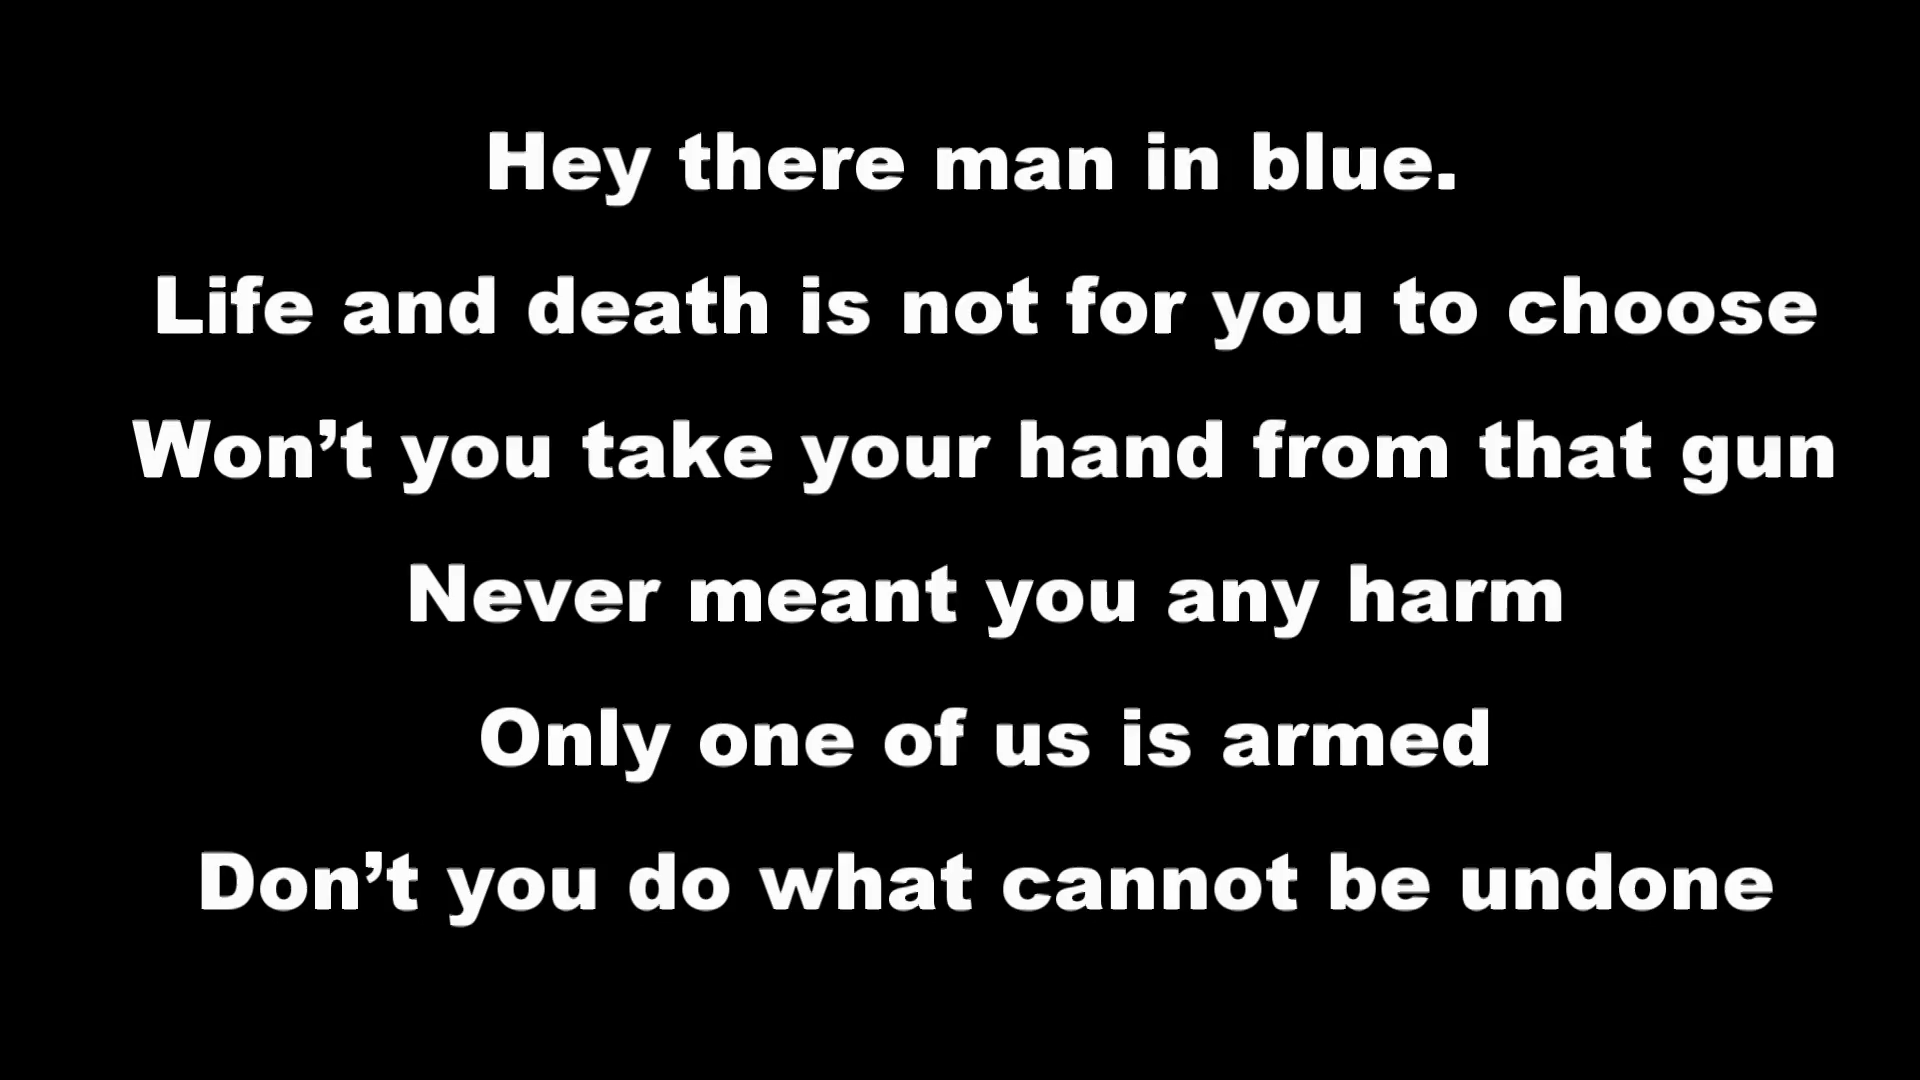 Hey there man in blue.
Life and death is not for you to choose
Won’t you take your hand from that gun
Never meant you any harm
Only one of us is armed
Don’t you do what cannot be undone